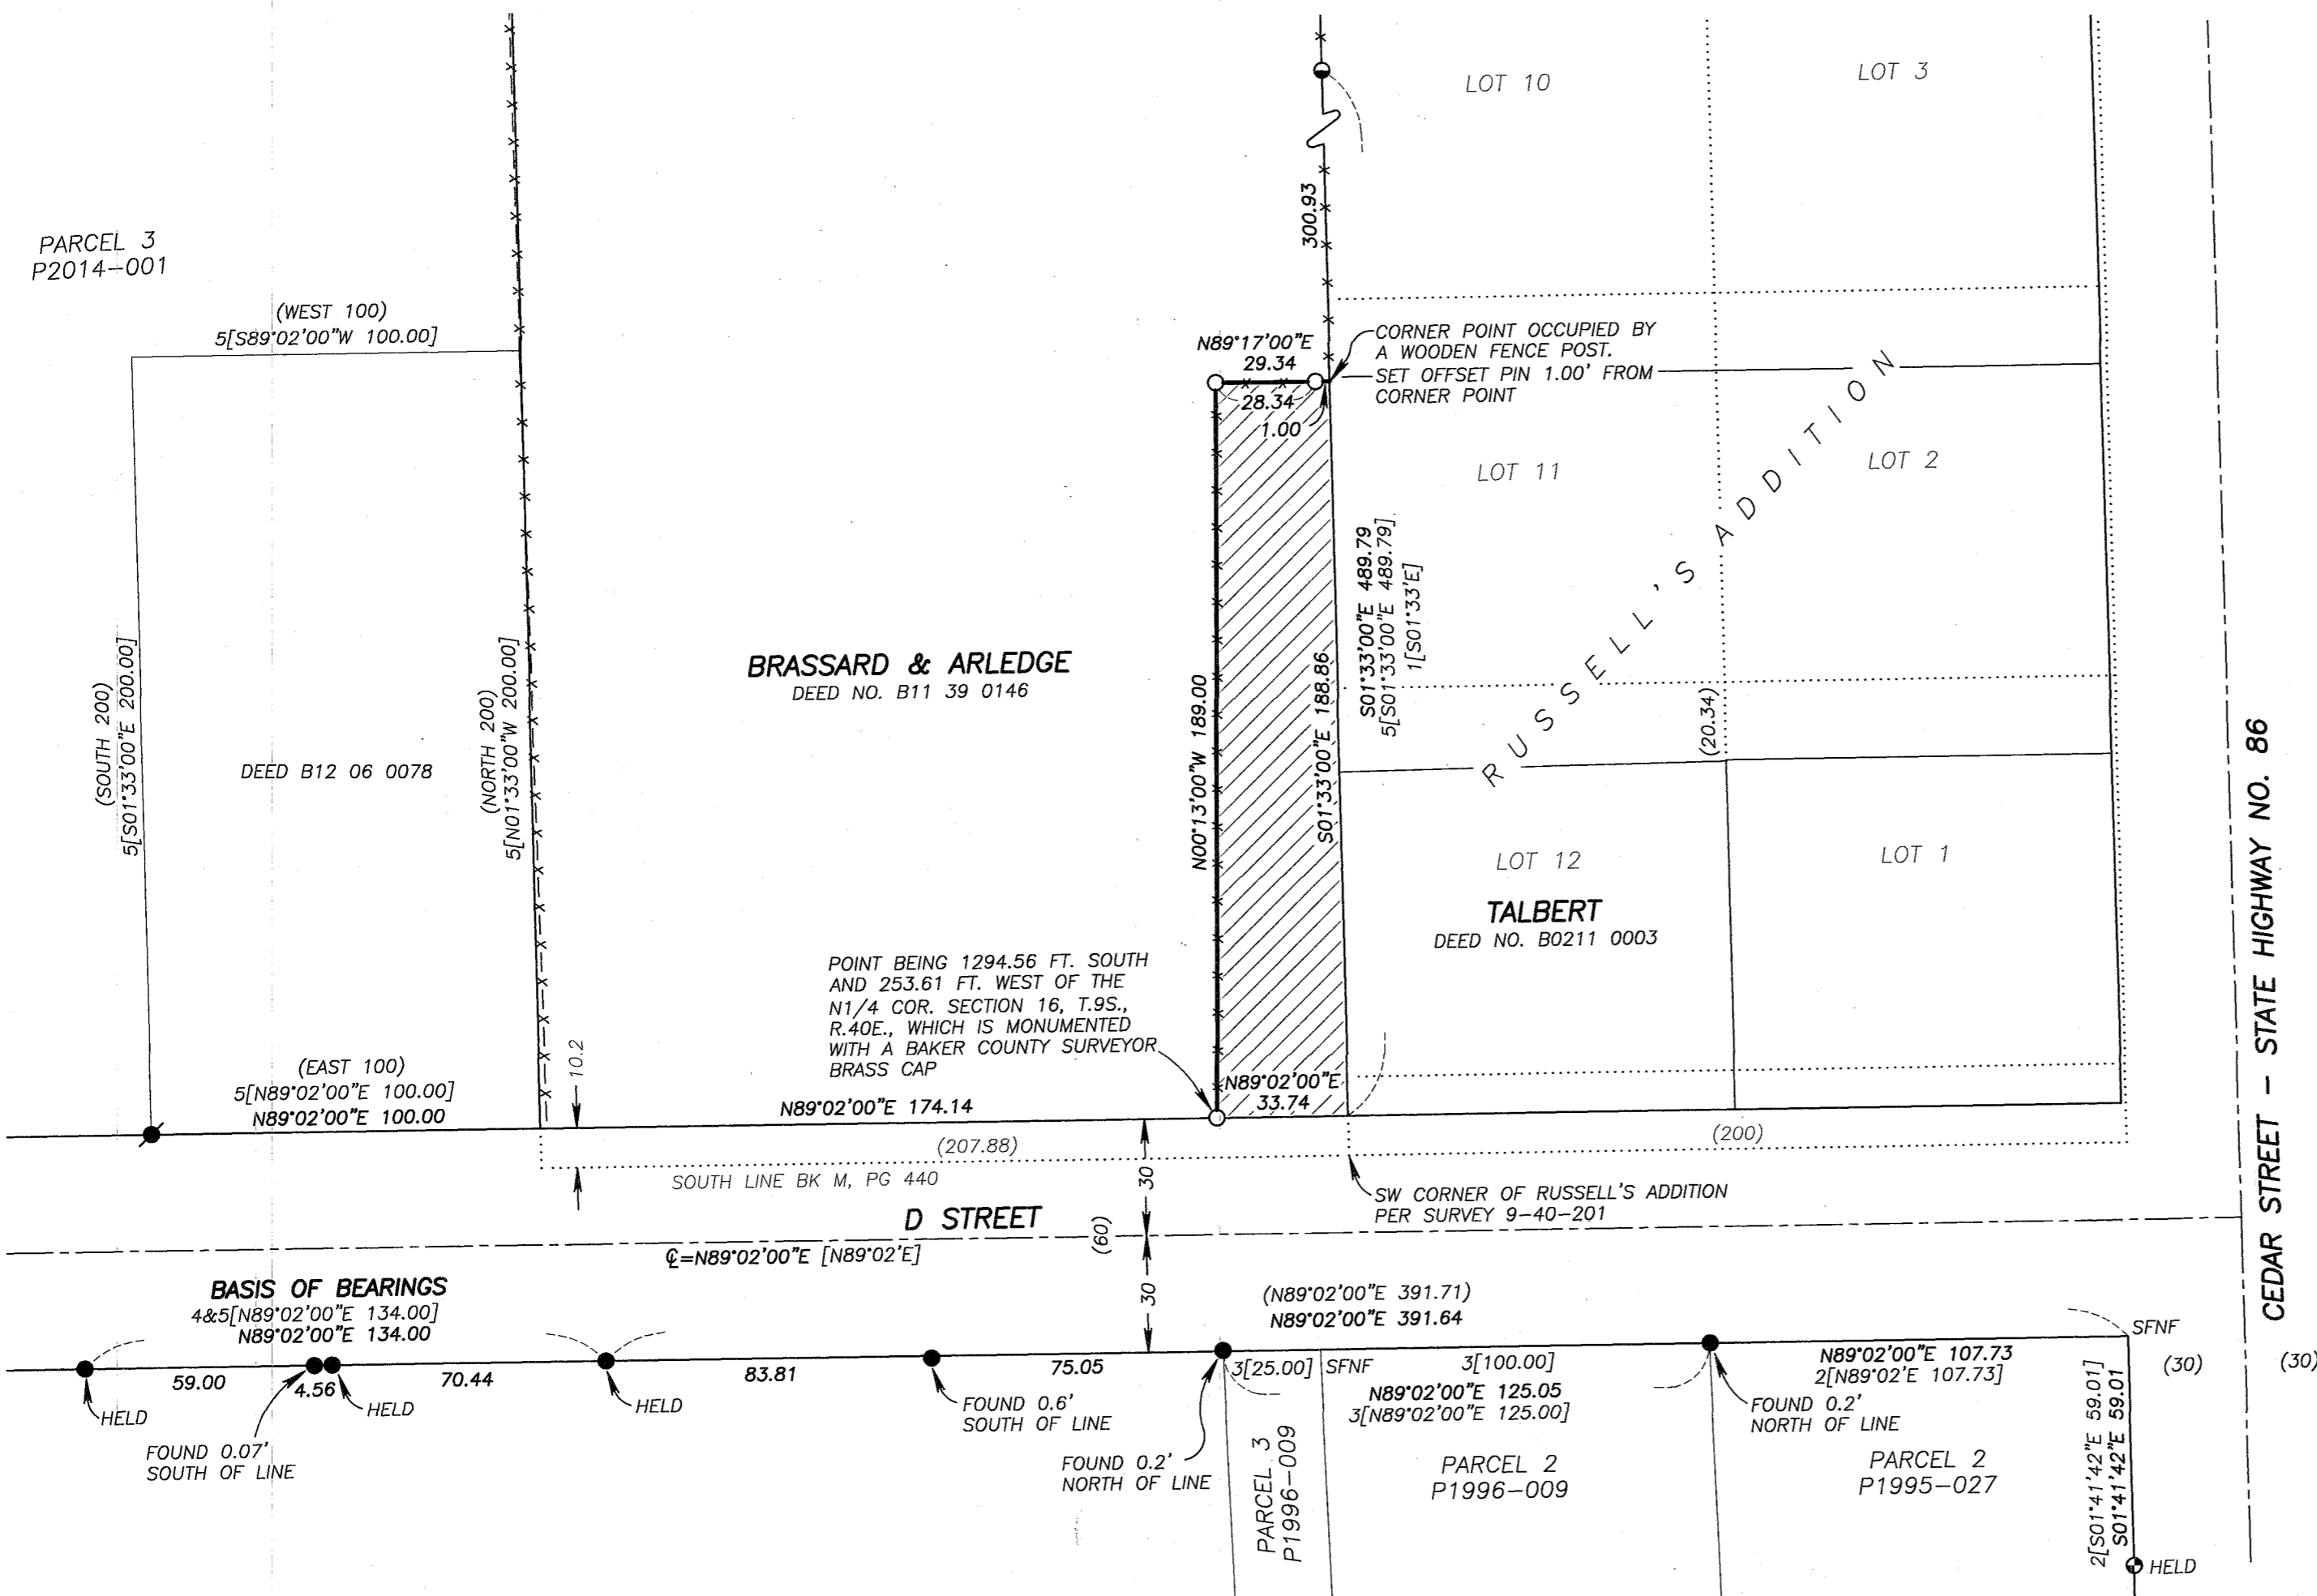 LOT 10
LOT 3
300.93
PARCEL 3
P2014-001
(WEST 100)
5[S89°02'00"W 100.00]
N89°17'00"E
29.34
28.34
1.00
CORNER POINT OCCUPIED BY
A WOODEN FENCE POST.
SET OFFSET PIN 1.00' FROM
CORNER POINT
LOT 11
LOT 2
RUSSELL'S ADDITION
(SOUTH 200)
5[S01°33'00"E 200.00]
DEED B12 06 0078
(NORTH 200)
5[N01°33'00"W 200.00]
BRASSARD & ARLEDGE
DEED NO. B11 39 0146
N00°13'00"W 189.00
S01°33'00"E 188.86
S01°33'00"E 489.79
5[S01°33'00"E 489.79]
1[S01°33'E]
(20.34)
LOT 12
LOT 1
TALBERT
DEED NO. B0211 0003
CEDAR STREET - STATE HIGHWAY NO. 86
POINT BEING 1294.56 FT. SOUTH
AND 253.61 FT. WEST OF THE
N1/4 COR. SECTION 16, T.9S.,
R.40E., WHICH IS MONUMENTED
WITH A BAKER COUNTY SURVEYOR
BRASS CAP
(EAST 100)
5[N89°02'00"E 100.00]
N89°02'00"E 100.00
10.2
N89°02'00"E 174.14
N89°02'00"E
33.74
(207.88)
(200)
SOUTH LINE BK M, PG 440
30
SW CORNER OF RUSSELL'S ADDITION
PER SURVEY 9-40-201
D STREET
(60)
℄=N89°02'00"E [N89°02'E]
30
BASIS OF BEARINGS
4&5[N89°02'00"E 134.00]
N89°02'00"E 134.00
(N89°02'00"E 391.71)
N89°02'00"E 391.64
SFNF
59.00
4.56
70.44
83.81
75.05
3[25.00]
SFNF
3[100.00]
N89°02'00"E 125.05
3[N89°02'00"E 125.00]
N89°02'00"E 107.73
2[N89°02'E 107.73]
(30)
(30)
HELD
HELD
HELD
FOUND 0.07'
SOUTH OF LINE
FOUND 0.6'
SOUTH OF LINE
FOUND 0.2'
NORTH OF LINE
FOUND 0.2'
NORTH OF LINE
PARCEL 3
P1996-009
PARCEL 2
P1996-009
PARCEL 2
P1995-027
2[S01°41'42"E 59.01]
S01°41'42"E 59.01
HELD